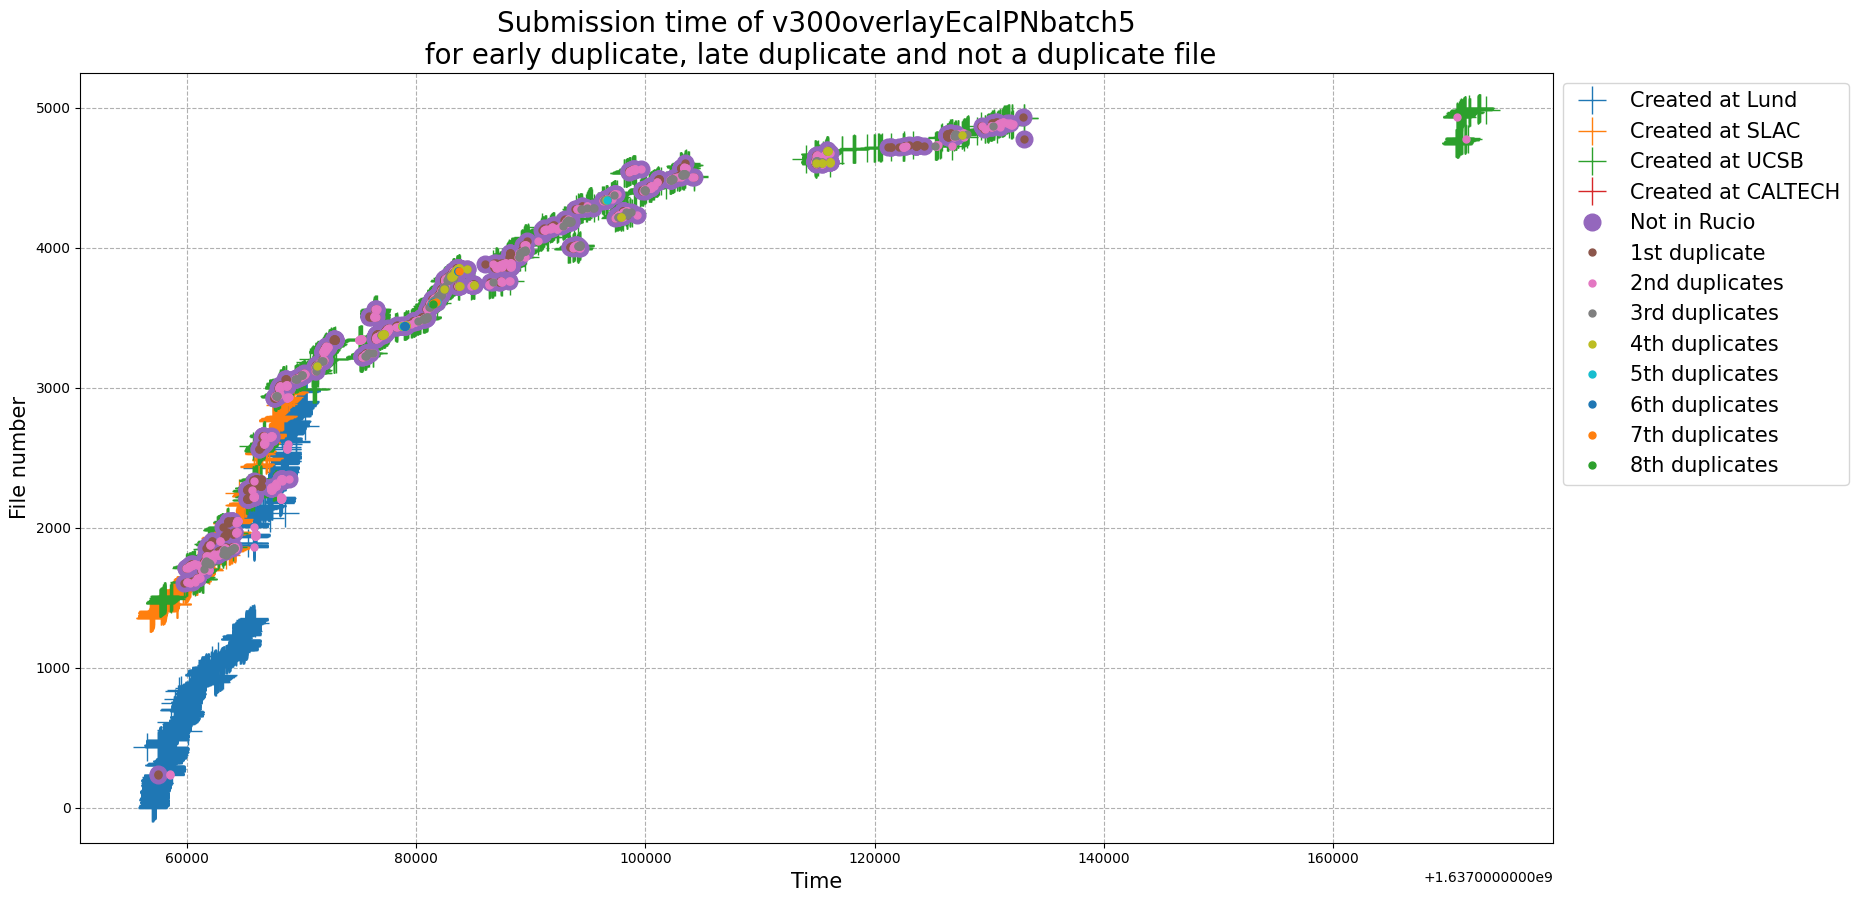 Submission time of v300overlayEcalPNbatch5
for early duplicate, late duplicate and not a duplicate file
File number
5000
4000
3000
2000
1000
0
60000
80000
100000
120000
140000
160000
Time
+1.6370000000e9
Created at Lund
Created at SLAC
Created at UCSB
Created at CALTECH
Not in Rucio
1st duplicate
2nd duplicates
3rd duplicates
4th duplicates
5th duplicates
6th duplicates
7th duplicates
8th duplicates